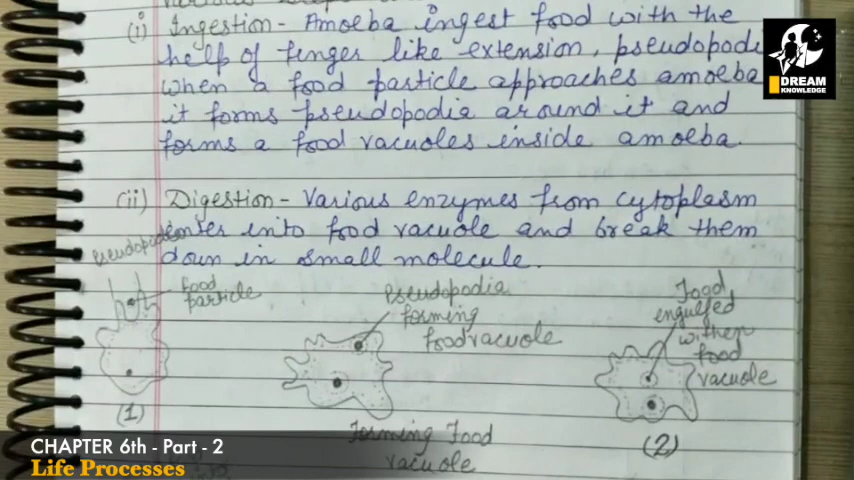 (i) Ingestion - Amoeba ingest food with the
help of finger like extension, pseudopodi
when a food particle approaches amoeba
it forms pseudopodia around it and
forms a food vacuoles inside amoeba.
(ii) Digestion - Various enzymes from cytoplasm
enter into food vacuole and break them
down in small molecule.
pseudopodia
food
particle
pseudopodia
forming
food vacuole
Food
engulfed
within
food
vacuole
(1)
Forming Food
vacuole
(2)
DREAM
KNOWLEDGE
CHAPTER 6th - Part - 2
Life Processes